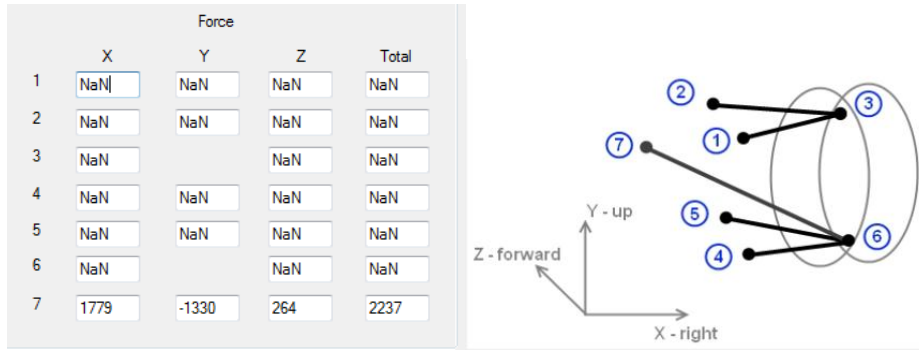 Force
X Y Z Total
1 NaN NaN NaN NaN
2 NaN NaN NaN NaN
3 NaN NaN NaN
4 NaN NaN NaN NaN
5 NaN NaN NaN NaN
6 NaN NaN NaN
7 1779 -1330 264 2237
2
3
1
7
5
6
4
Y - up
Z - forward
X - right